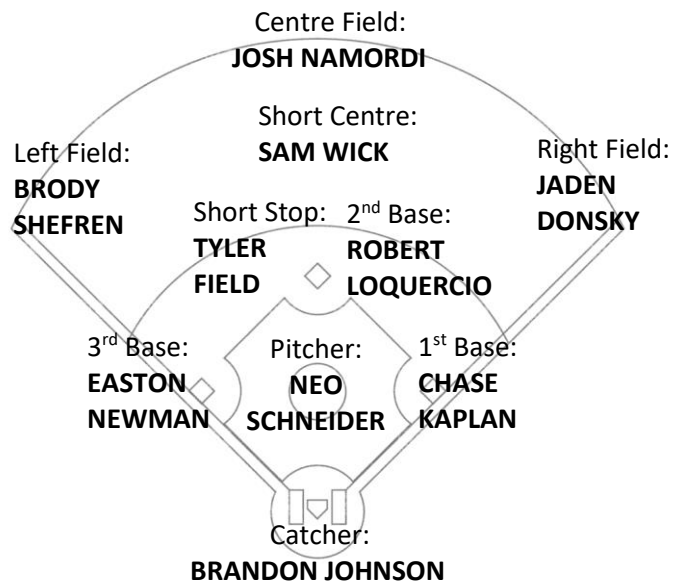 Centre Field:
JOSH NAMORDI
Short Centre:
SAM WICK
Left Field:
BRODY
SHEFREN
Right Field:
JADEN
DONSKY
Short Stop:
TYLER
FIELD
2nd Base:
ROBERT
LOQUERCIO
3rd Base:
EASTON
NEWMAN
Pitcher:
NEO
SCHNEIDER
1st Base:
CHASE
KAPLAN
Catcher:
BRANDON JOHNSON